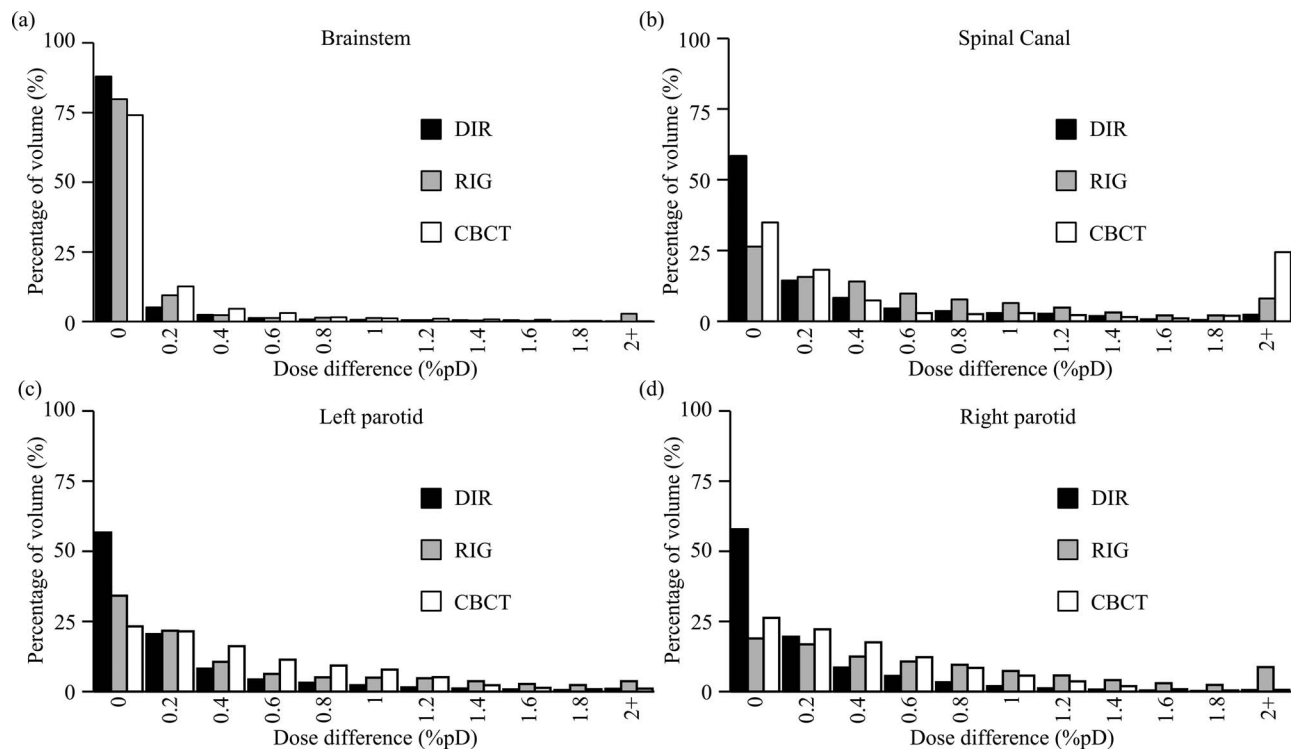 (a)
Brainstem
Percentage of volume (%)
100
75
50
25
0
DIR
RIG
CBCT
0
0.2
0.4
0.6
0.8
1
1.2
1.4
1.6
1.8
2+
Dose difference (%pD)
(b)
Spinal Canal
Percentage of volume (%)
100
75
50
25
0
DIR
RIG
CBCT
0
0.2
0.4
0.6
0.8
1
1.2
1.4
1.6
1.8
2+
Dose difference (%pD)
(c)
Left parotid
Percentage of volume (%)
100
75
50
25
0
DIR
RIG
CBCT
0
0.2
0.4
0.6
0.8
1
1.2
1.4
1.6
1.8
2+
Dose difference (%pD)
(d)
Right parotid
Percentage of volume (%)
100
75
50
25
0
DIR
RIG
CBCT
0
0.2
0.4
0.6
0.8
1
1.2
1.4
1.6
1.8
2+
Dose difference (%pD)